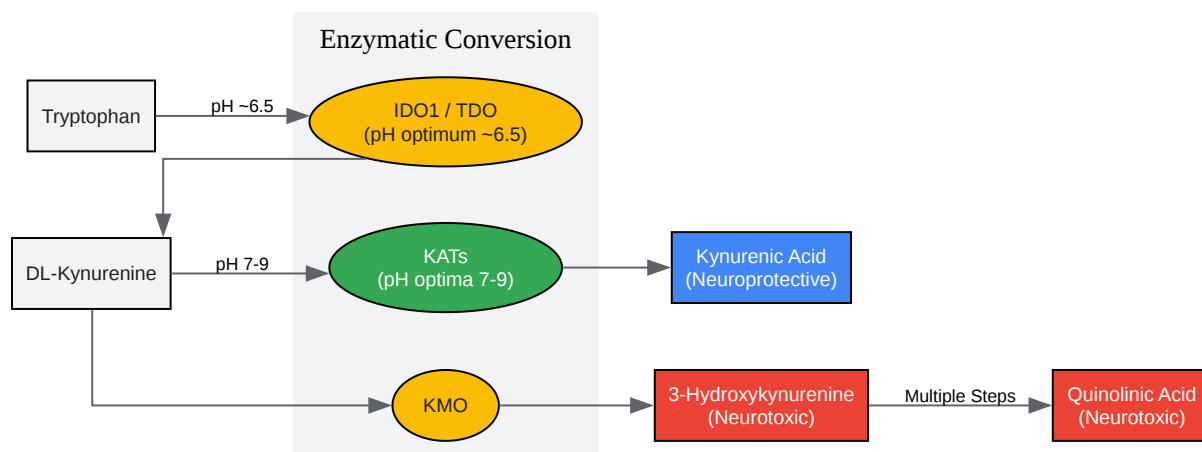 Enzymatic Conversion
Tryptophan
pH ~6.5
IDO1 / TDO
(pH optimum ~6.5)
DL-Kynurenine
pH 7-9
KATs
(pH optima 7-9)
Kynurenic Acid
(Neuroprotective)
KMO
3-Hydroxykynurenine
(Neurotoxic)
Multiple Steps
Quinolinic Acid
(Neurotoxic)